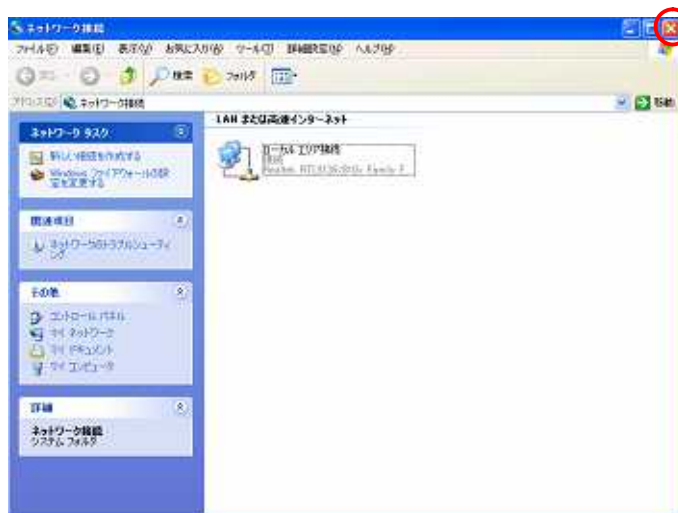 ネットワーク接続
ファイル(F) 編集(E) 表示(V) お気に入り(A) ツール(T) 詳細設定(N) ヘルプ(H)
検索 フォルダ
ネットワーク接続 移動
LAN または高速インターネット
ネットワーク タスク
ローカル エリア接続
接続
新しい接続を作成する
Windows ファイアウォールの設
定を変更する
関連項目
ネットワークのトラブルシューティ
ング
その他
コントロール パネル
マイ ネットワーク
マイ ドキュメント
マイ コンピュータ
詳細
ネットワーク接続
システム フォルダ